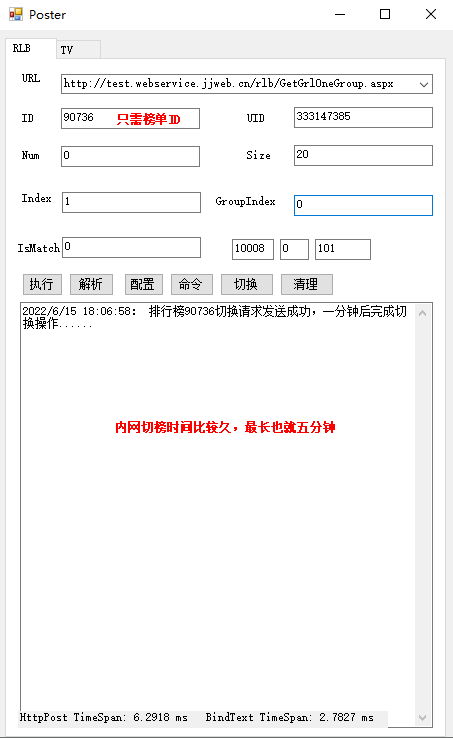 Poster
RLB TV
URL http://test.webservice.jjweb.cn/rlb/GetGrlOneGroup.aspx
ID 90736 只需榜单ID UID 333147385
Num 0 Size 20
Index 1 GroupIndex 0
IsMatch 0 10008 0 101
执行 解析 配置 命令 切换 清理
2022/6/15 18:06:58: 排行榜90736切换请求发送成功，一分钟后完成切
换操作......
内网切榜时间比较久，最长也就五分钟
HttpPost TimeSpan: 6.2918 ms BindText TimeSpan: 2.7827 ms